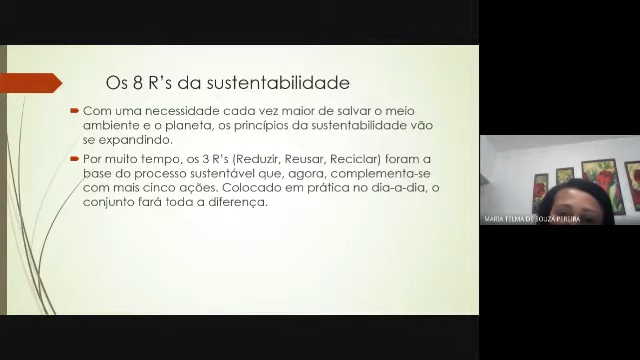 Os 8 R's da sustentabilidade
Com uma necessidade cada vez maior de salvar o meio
ambiente e o planeta, os princípios da sustentabilidade vão
se expandindo.
Por muito tempo, os 3 R's (Reduzir, Reusar, Reciclar) foram a
base do processo sustentável que, agora, complementa-se
com mais cinco ações. Colocado em prática no dia-a-dia, o
conjunto fará toda a diferença.
MARIA TELMA DE SOUZA PEREIRA